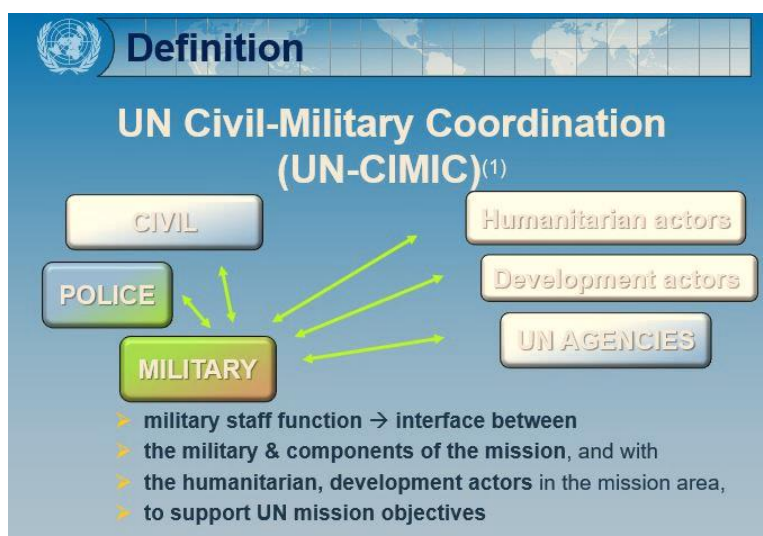 Definition
UN Civil-Military Coordination
(UN-CIMIC)(1)
CIVIL
POLICE
MILITARY
Humanitarian actors
Development actors
UN AGENCIES
military staff function → interface between
the military & components of the mission, and with
the humanitarian, development actors in the mission area,
to support UN mission objectives